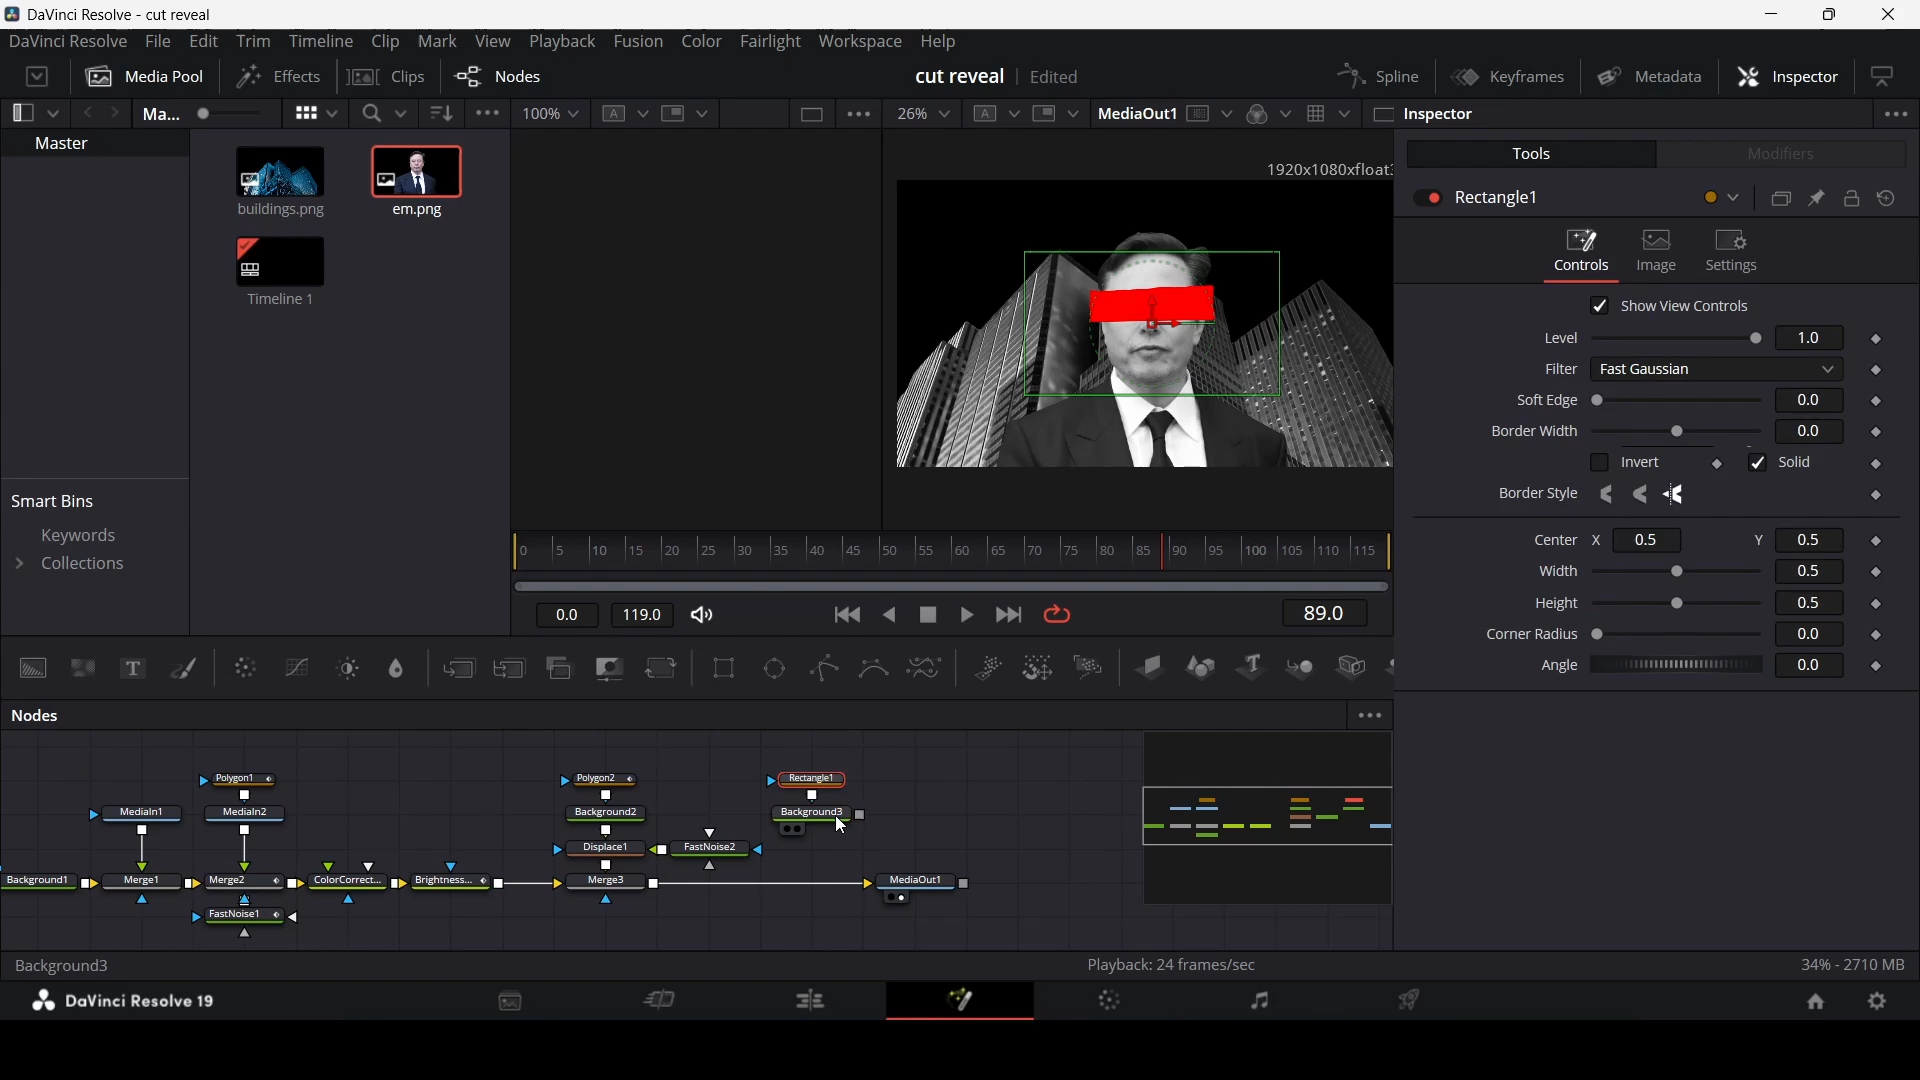 DaVinci Resolve - cut reveal
DaVinci Resolve File Edit Trim Timeline Clip Mark View Playback Fusion Color Fairlight Workspace Help
Media Pool Effects Clips Nodes cut reveal Edited Spline Keyframes Metadata Inspector
Ma... 100% A 26% A MediaOut1 Inspector
Master
buildings.png em.png
Timeline 1
Smart Bins
Keywords
Collections
1920x1080xfloat3
Tools Modifiers
Rectangle1
Controls Image Settings
Show View Controls
Level 1.0
Filter Fast Gaussian
Soft Edge 0.0
Border Width 0.0
Invert Solid
Border Style
Center X 0.5 Y 0.5
Width 0.5
Height 0.5
Corner Radius 0.0
Angle 0.0
0 5 10 15 20 25 30 35 40 45 50 55 60 65 70 75 80 85 90 95 100 105 110 115
0.0 119.0 89.0
T T
Nodes
Polygon1 Polygon2 Rectangle1
MediaIn1 MediaIn2 Background2 Background3
Displace1 FastNoise2
Background1 Merge1 Merge2 ColorCorrect... Brightness... Merge3 MediaOut1
FastNoise1
Background3 Playback: 24 frames/sec 34% - 2710 MB
DaVinci Resolve 19